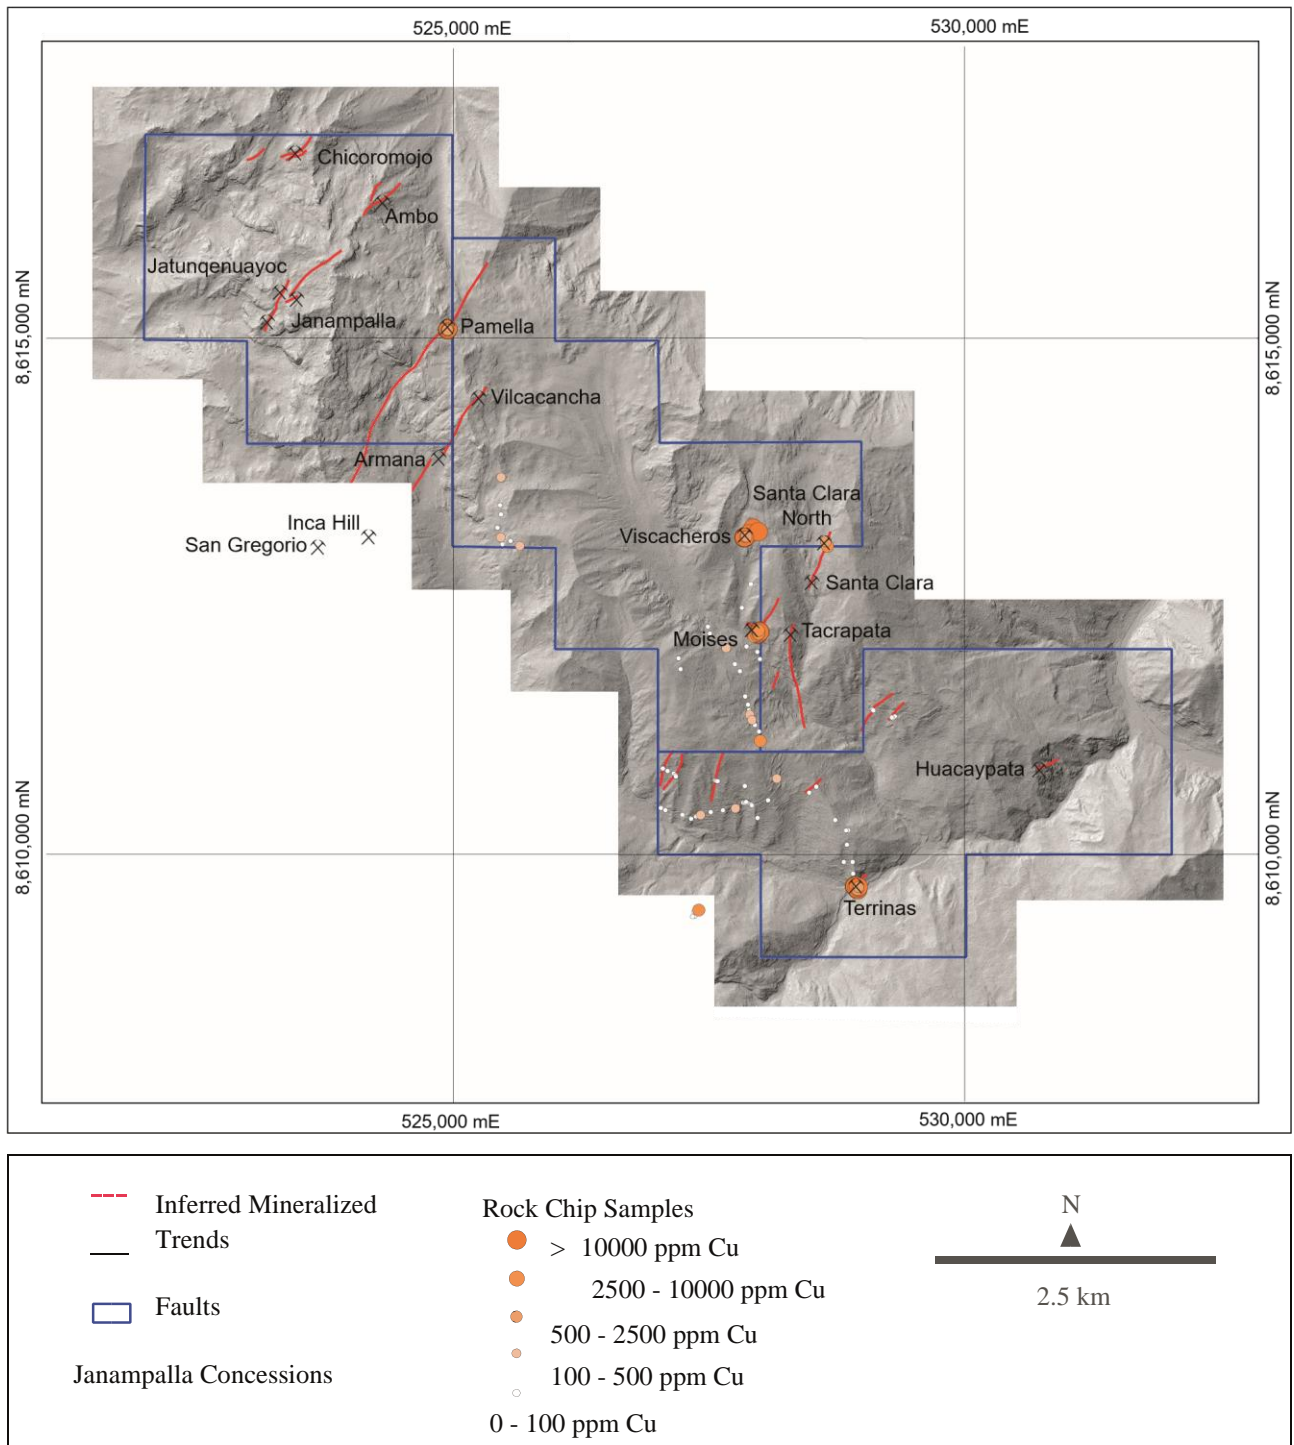 525,000 mE
530,000 mE
Chicoromojo
Ambo
Jatunqenuayoc
Janampalla
Pamella
8,615,000 mN
8,615,000 mN
Vilcacancha
Armana
Santa Clara
North
Inca Hill
San Gregorio
Viscacheros
Santa Clara
Moises
Tacrapata
Huacaypata
8,610,000 mN
8,610,000 mN
Terrinas
525,000 mE
530,000 mE
Inferred Mineralized
Trends
Faults
Janampalla Concessions
Rock Chip Samples
> 10000 ppm Cu
2500 - 10000 ppm Cu
500 - 2500 ppm Cu
100 - 500 ppm Cu
0 - 100 ppm Cu
N
2.5 km